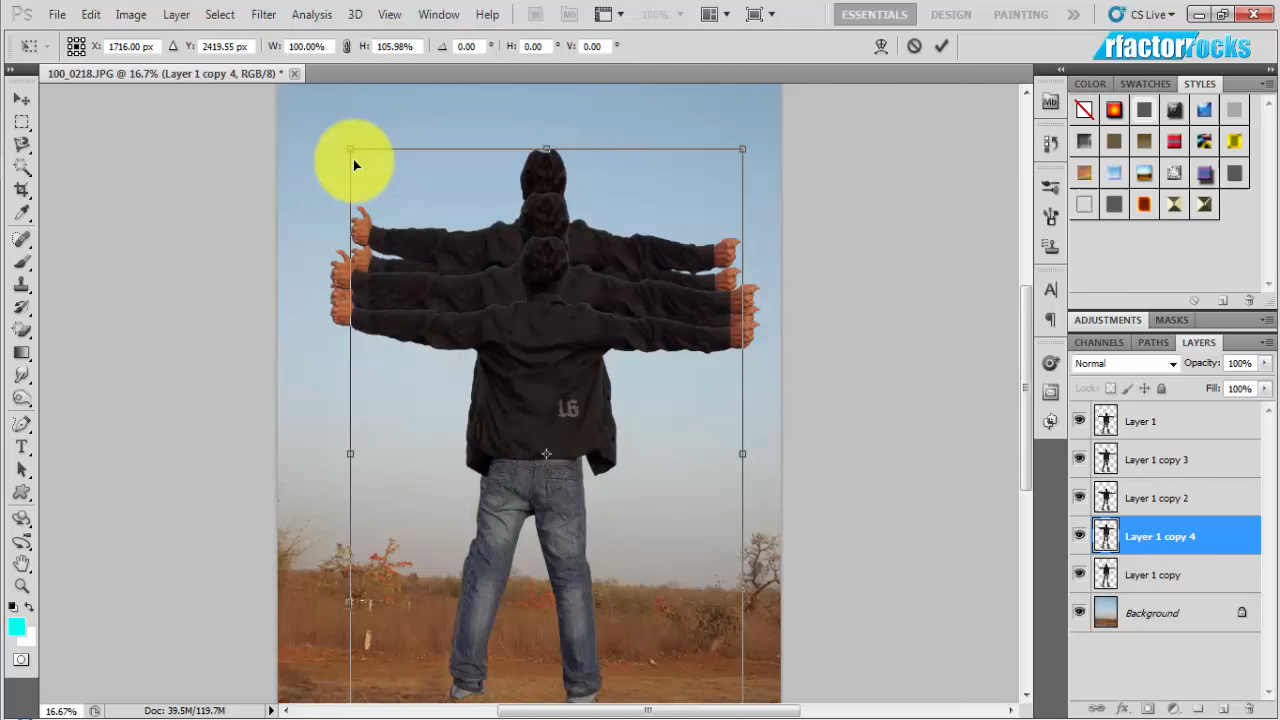 Ps File Edit Image Layer Select Filter Analysis 3D View Window Help Br Mb 100% ESSENTIALS DESIGN PAINTING CS Live
X: 1716.00 px Y: 2419.55 px W: 100.00% H: 105.98% 0.00 ° H: 0.00 ° V: 0.00 °
rfactorrocks
100_0218.JPG @ 16.7% (Layer 1 copy 4, RGB/8) *
COLOR SWATCHES STYLES
Mb
ADJUSTMENTS MASKS
CHANNELS PATHS LAYERS
Normal Opacity: 100%
Lock: Fill: 100%
Layer 1
Layer 1 copy 3
Layer 1 copy 2
Layer 1 copy 4
Layer 1 copy
Background
16
16.67% Doc: 39.5M/119.7M